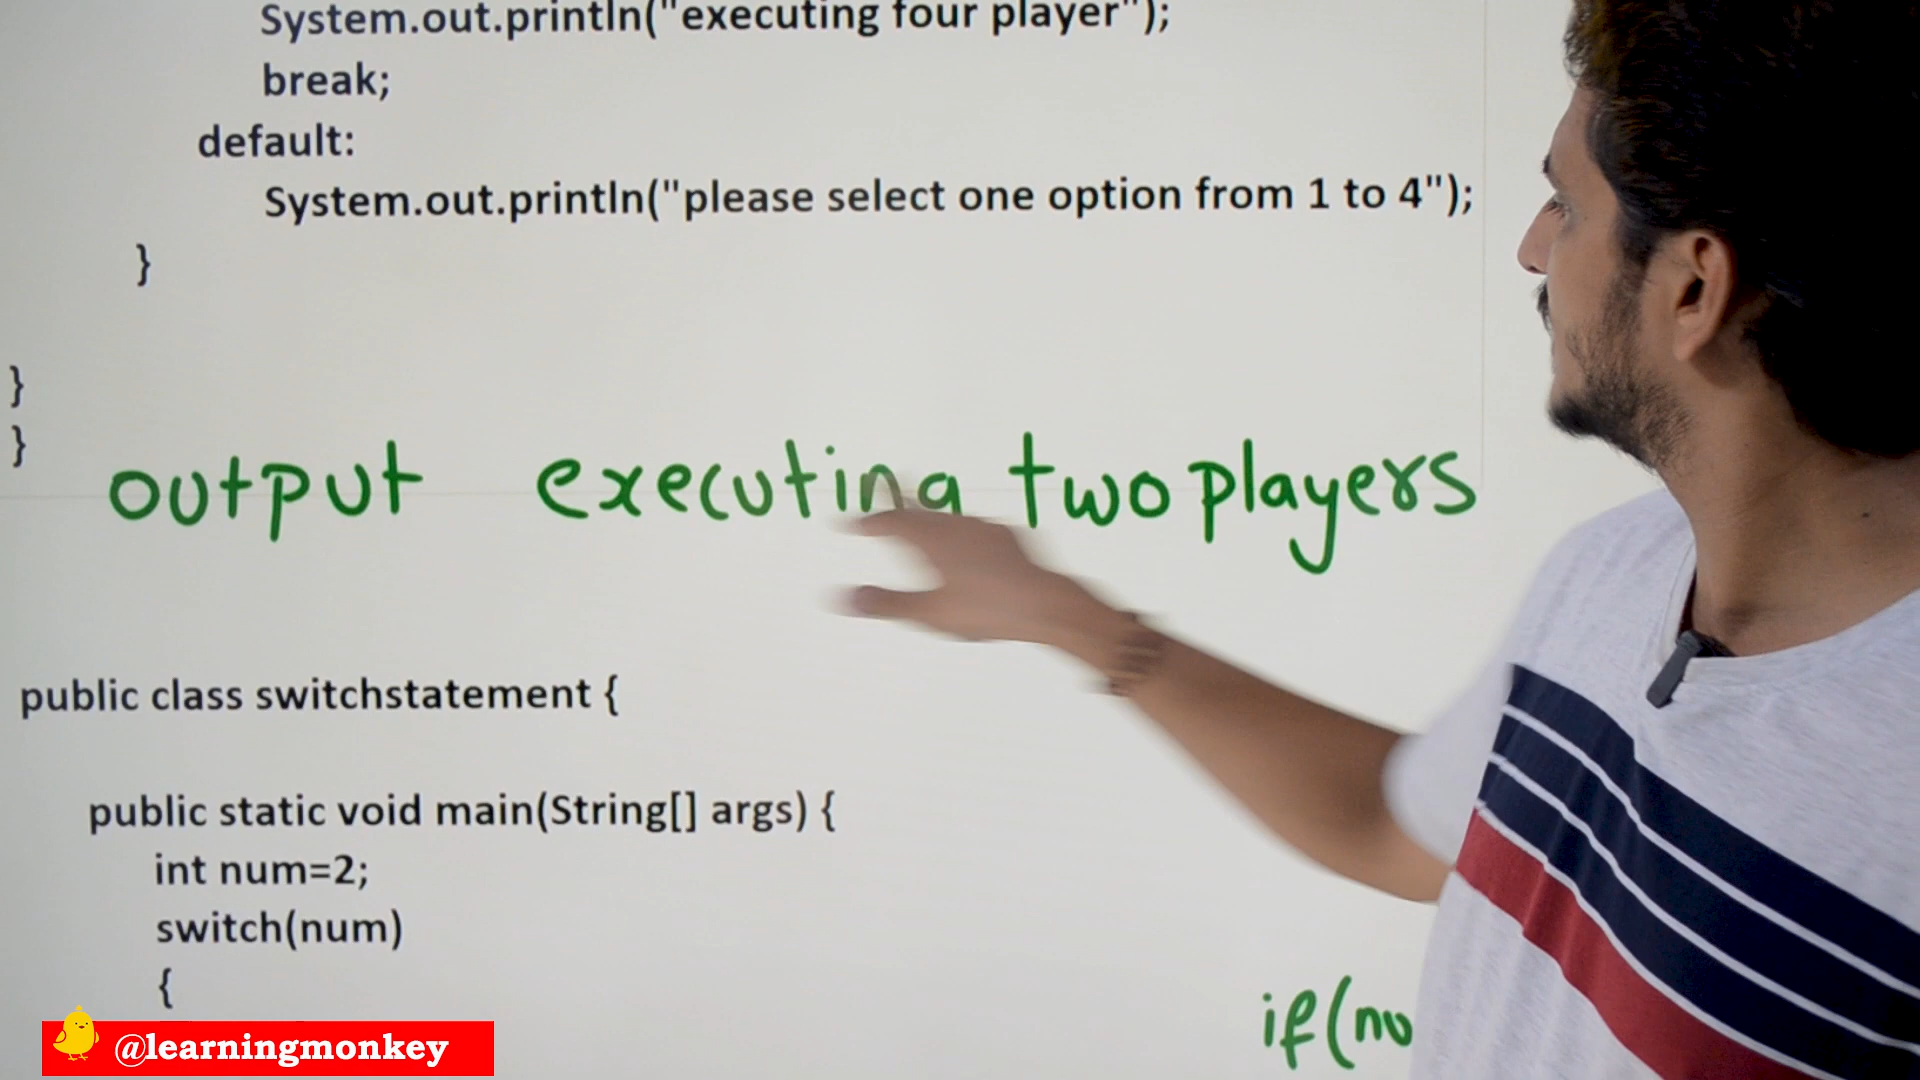 System.out.println("executing four player");
break;
default:
System.out.println("please select one option from 1 to 4");
}
}
}
output executing two players
public class switchstatement {
public static void main(String[] args) {
int num=2;
switch(num)
{
if(nu
@learningmonkey